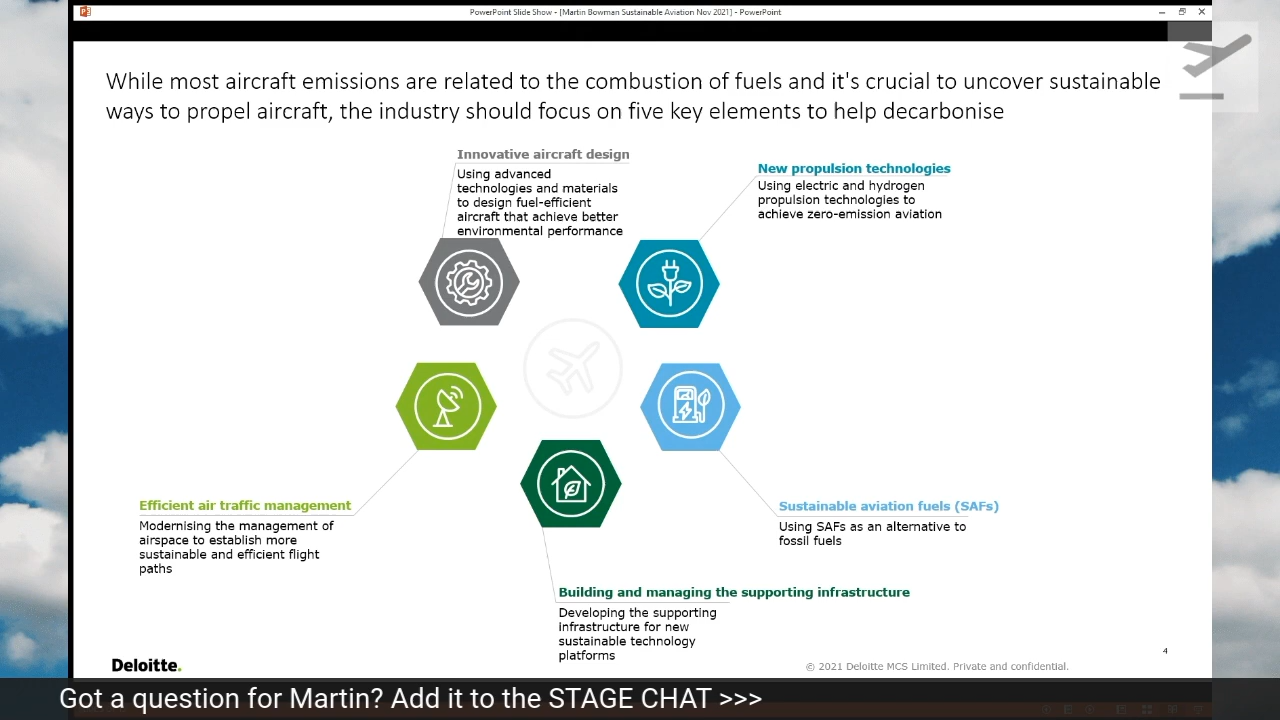 PowerPoint Slide Show - [Martin Bowman Sustainable Aviation Nov 2021] - PowerPoint
While most aircraft emissions are related to the combustion of fuels and it's crucial to uncover sustainable
ways to propel aircraft, the industry should focus on five key elements to help decarbonise
Innovative aircraft design
Using advanced
technologies and materials
to design fuel-efficient
aircraft that achieve better
environmental performance
New propulsion technologies
Using electric and hydrogen
propulsion technologies to
achieve zero-emission aviation
Efficient air traffic management
Modernising the management of
airspace to establish more
sustainable and efficient flight
paths
Sustainable aviation fuels (SAFs)
Using SAFs as an alternative to
fossil fuels
Building and managing the supporting infrastructure
Developing the supporting
infrastructure for new
sustainable technology
platforms
4
Deloitte.
© 2021 Deloitte MCS Limited. Private and confidential.
Got a question for Martin? Add it to the STAGE CHAT >>>